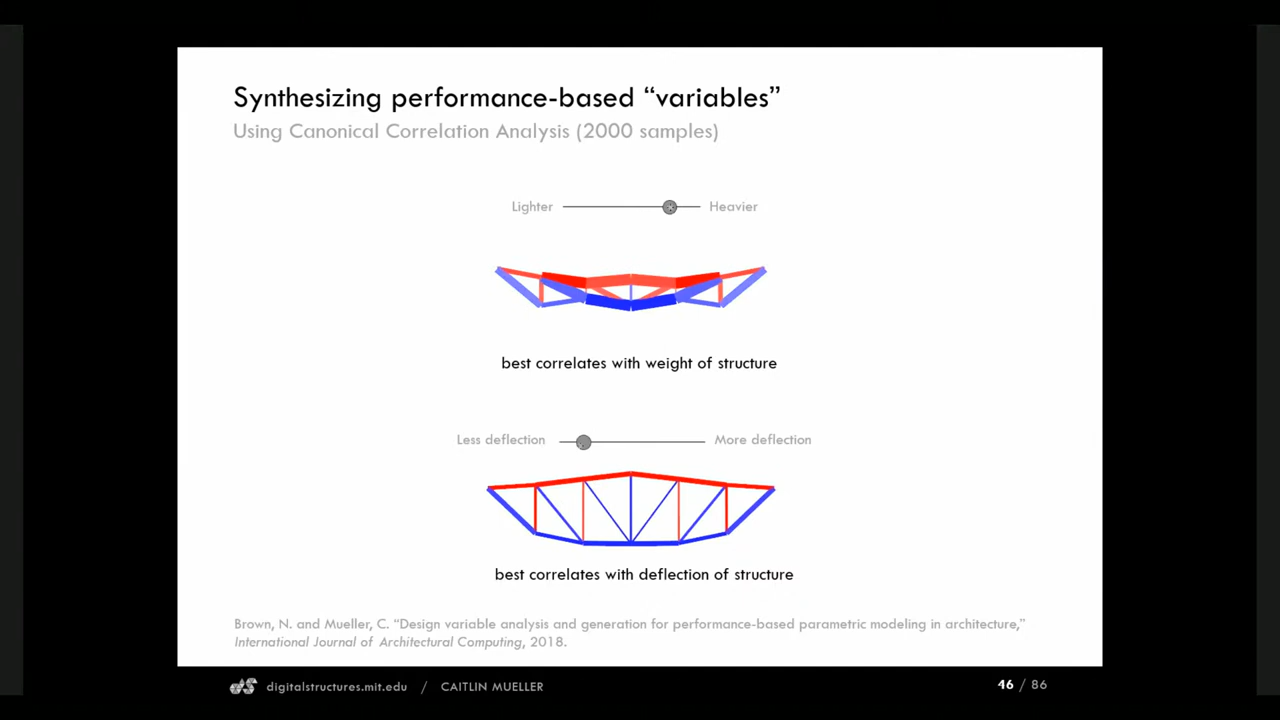 Synthesizing performance-based “variables”
Using Canonical Correlation Analysis (2000 samples)
Lighter Heavier
best correlates with weight of structure
Less deflection More deflection
best correlates with deflection of structure
Brown, N. and Mueller, C. “Design variable analysis and generation for performance-based parametric modeling in architecture,”
International Journal of Architectural Computing, 2018.
digitalstructures.mit.edu / CAITLIN MUELLER 46 / 86